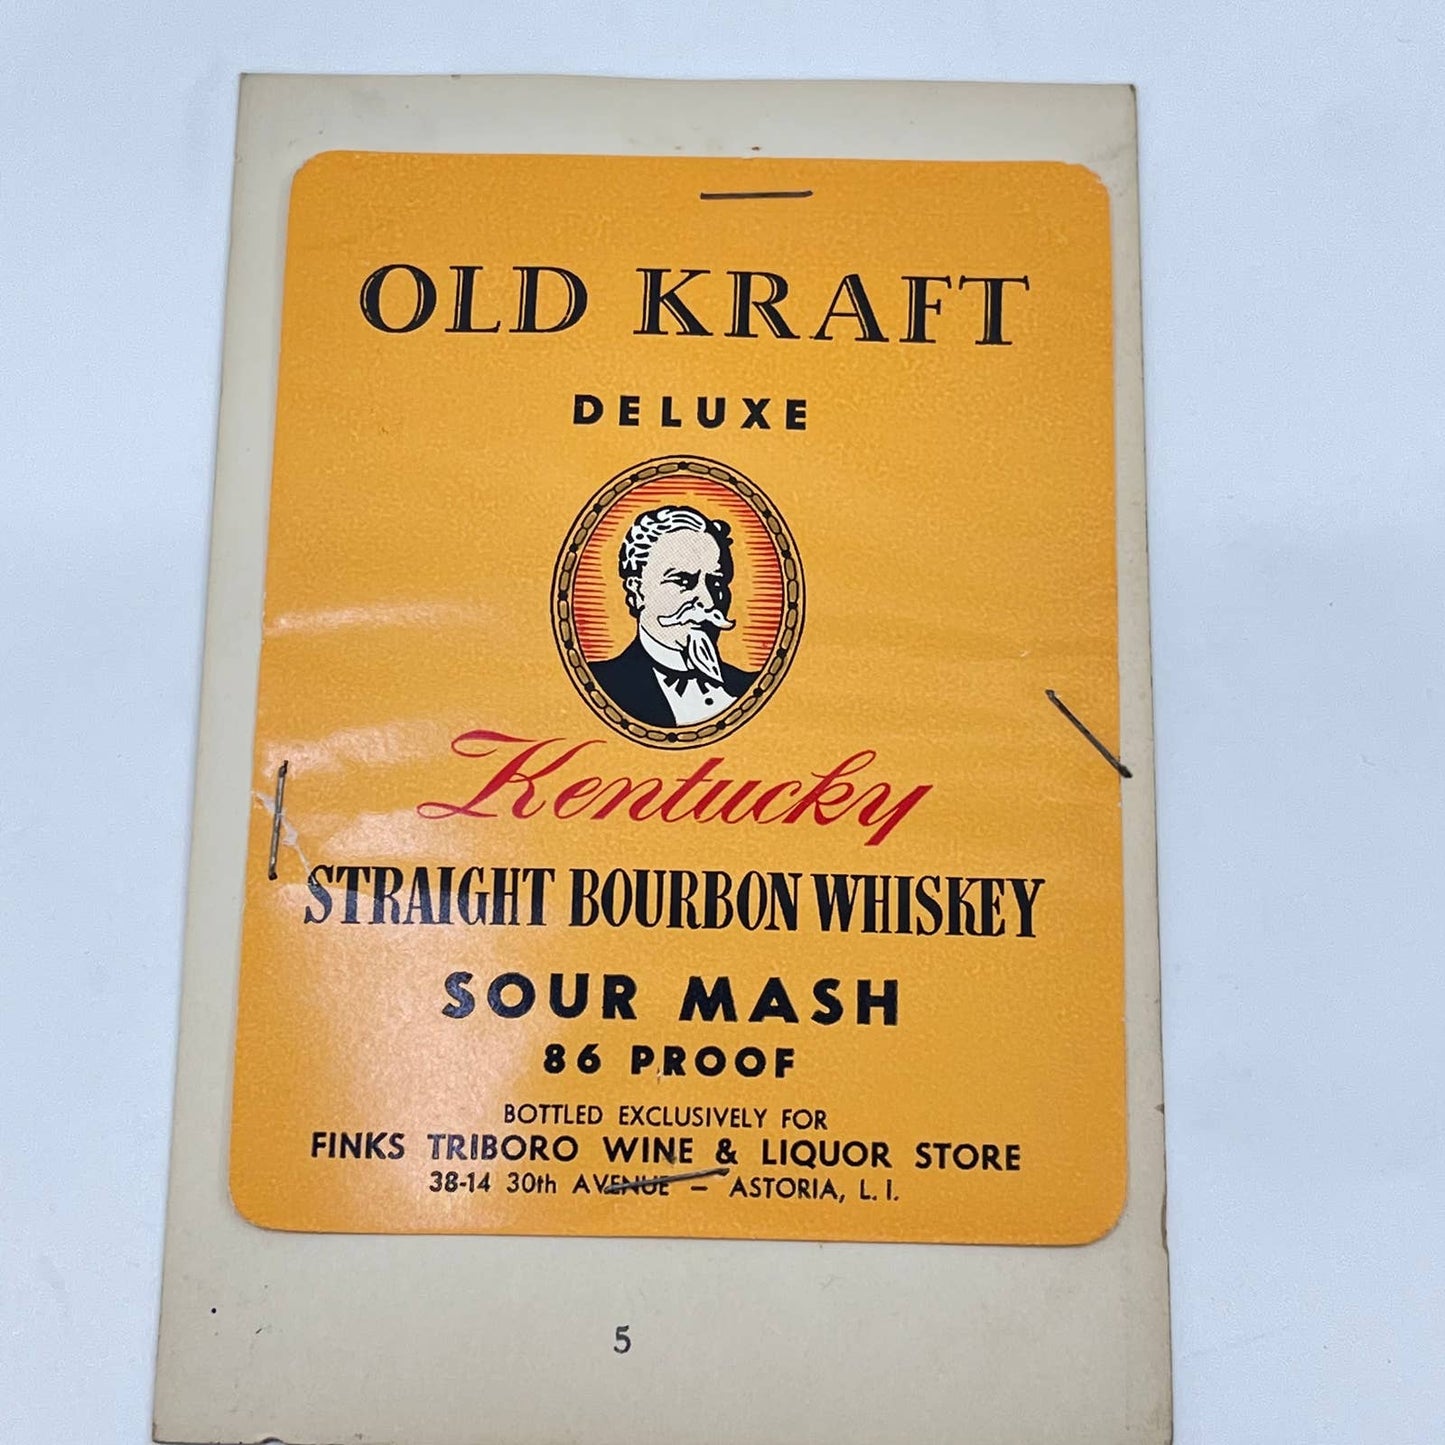 OLD KRAFT
DELUXE
Kentucky
STRAIGHT BOURBON WHISKEY
SOUR MASH
86 PROOF
BOTTLED EXCLUSIVELY FOR
FINKS TRIBORO WINE & LIQUOR STORE
38-14 30th AVENUE – ASTORIA, L. I.
5